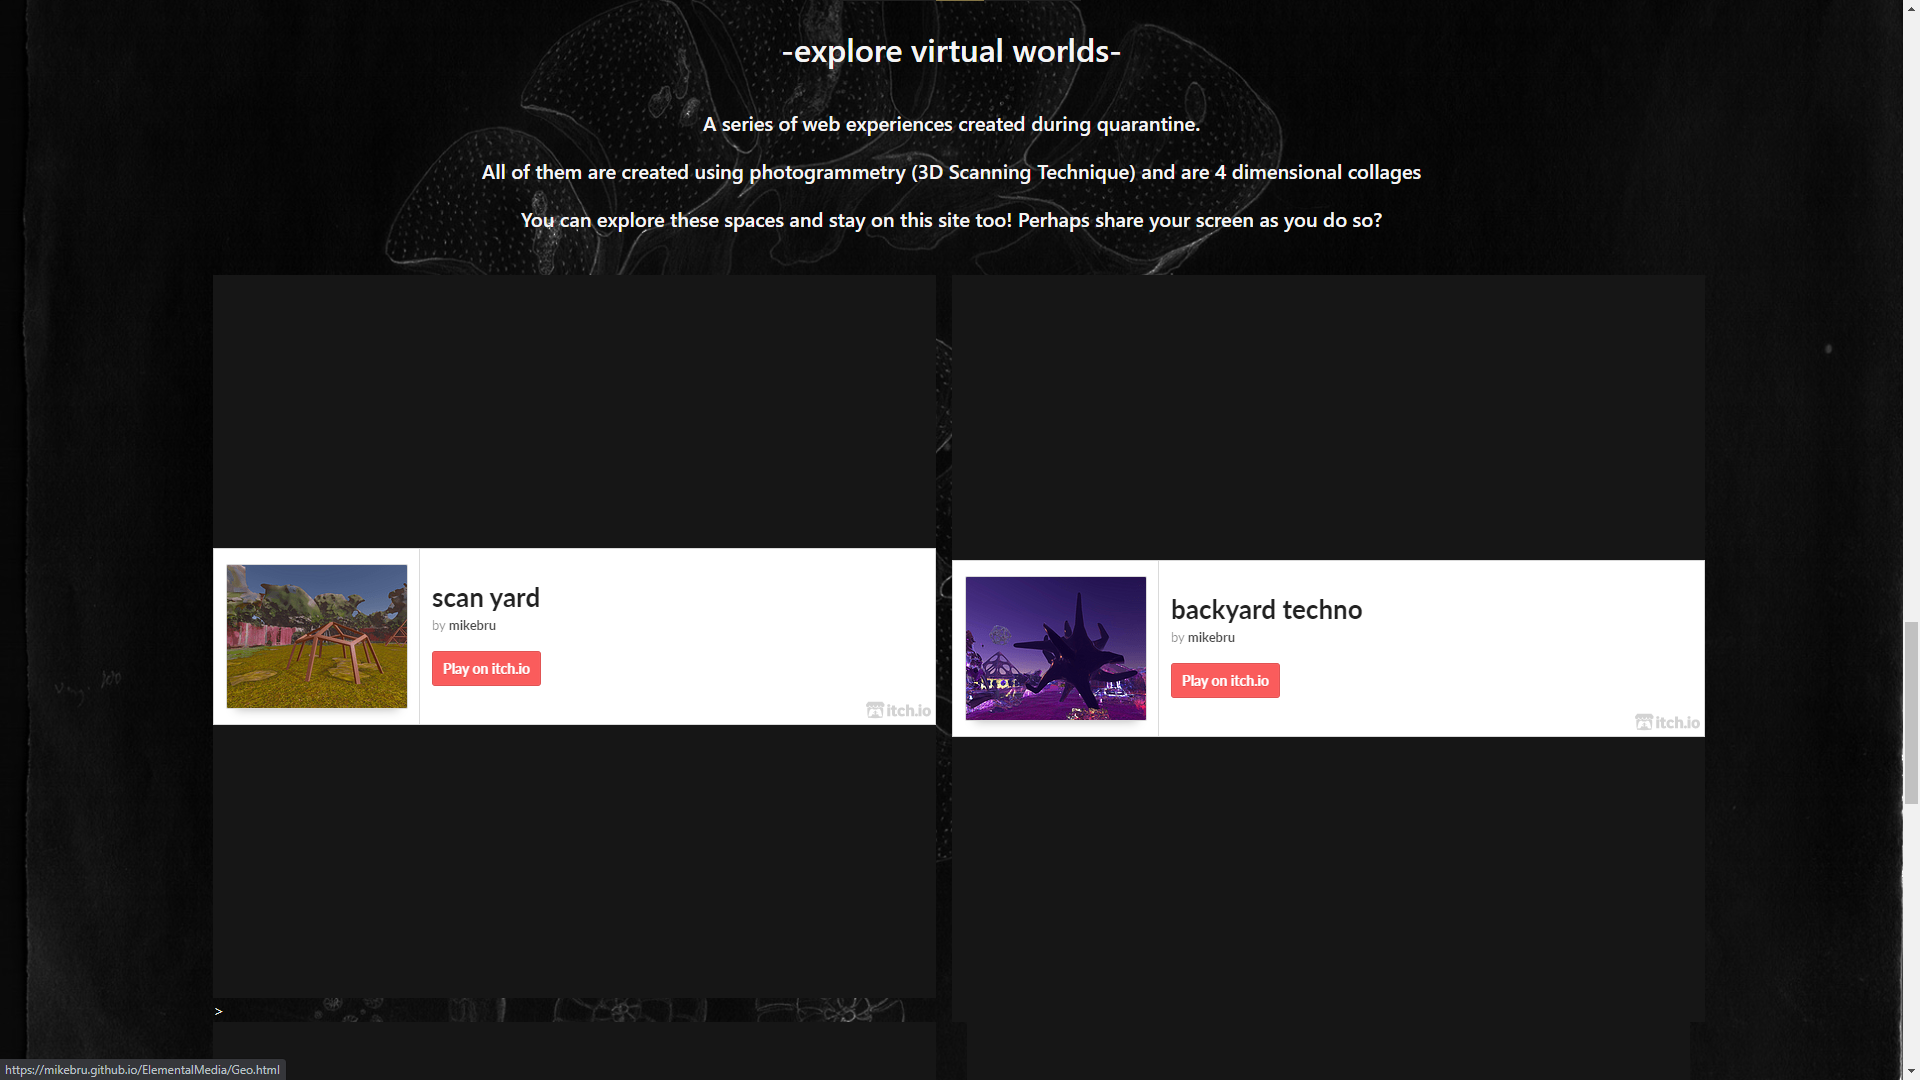 -explore virtual worlds-
A series of web experiences created during quarantine.
All of them are created using photogrammetry (3D Scanning Technique) and are 4 dimensional collages
You can explore these spaces and stay on this site too! Perhaps share your screen as you do so?
scan yard
by mikebru
Play on itch.io
itch.io
backyard techno
by mikebru
Play on itch.io
itch.io
>
https://mikebru.github.io/ElementalMedia/Geo.html